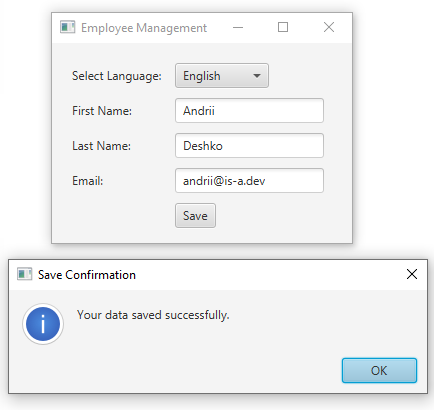 Employee Management
Select Language: English
First Name: Andrii
Last Name: Deshko
Email: andrii@is-a.dev
Save
Save Confirmation
i
Your data saved successfully.
OK